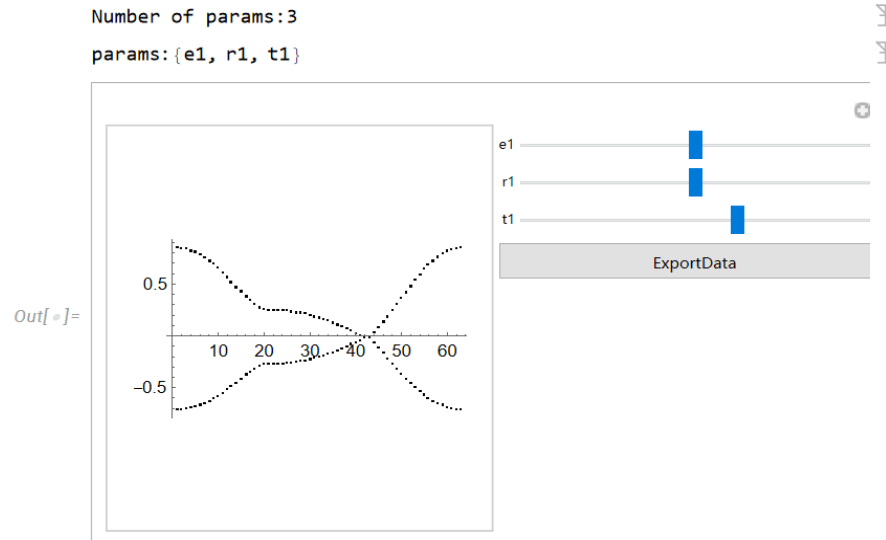 Number of params:3
params:{e1, r1, t1}
e1
r1
t1
ExportData
Out[∘]=
0.5
10 20 30 40 50 60
−0.5